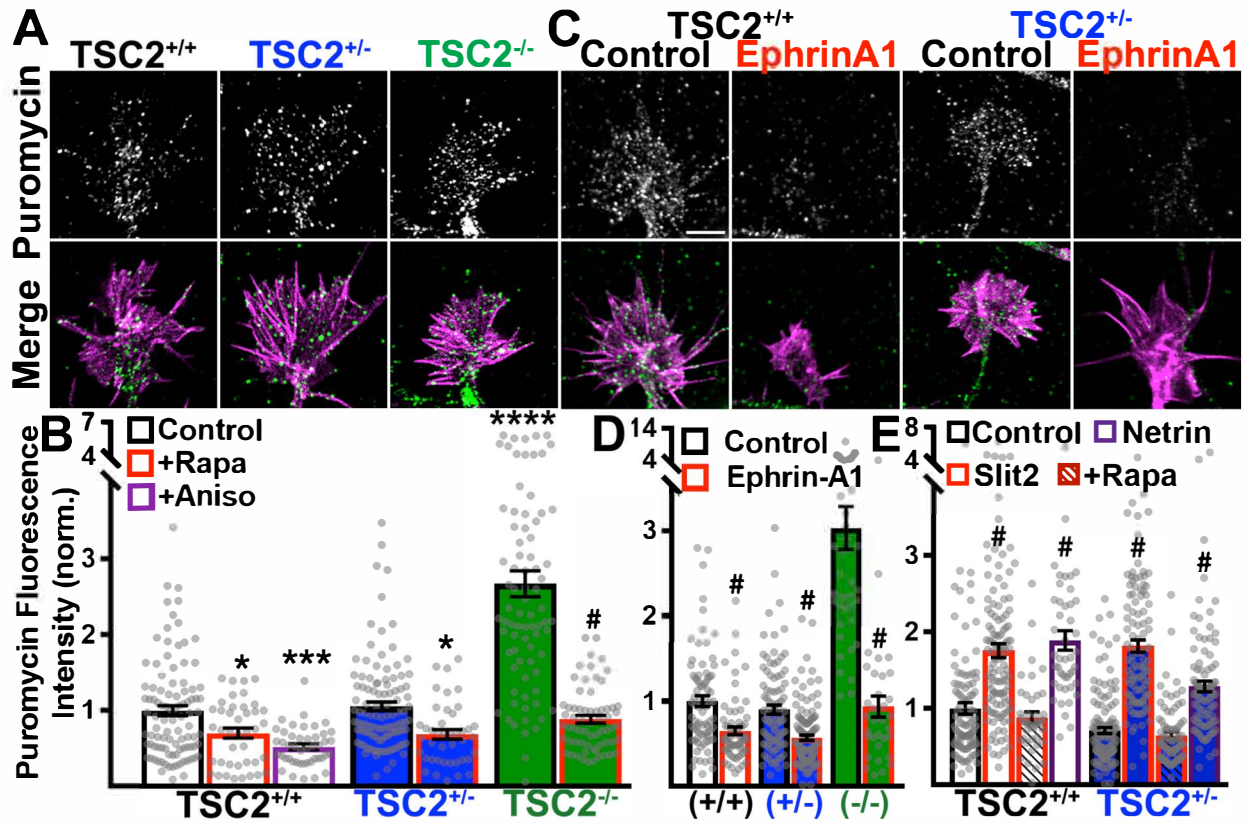 A
TSC2+/+
TSC2+/-
TSC2-/-
C
TSC2+/+
TSC2+/-
Control
EphrinA1
Control
EphrinA1
Puromycin
Merge
B
Puromycin Fluorescence
Intensity (norm.)
7
4
3
2
1
Control
+Rapa
+Aniso
*
***
*
****
#
TSC2+/+
TSC2+/-
TSC2-/-
D
14
4
3
2
1
Control
Ephrin-A1
#
#
#
(+/+)
(+/-)
(-/-)
E
8
4
3
2
1
Control
Netrin
Slit2
+Rapa
#
#
#
#
TSC2+/+
TSC2+/-